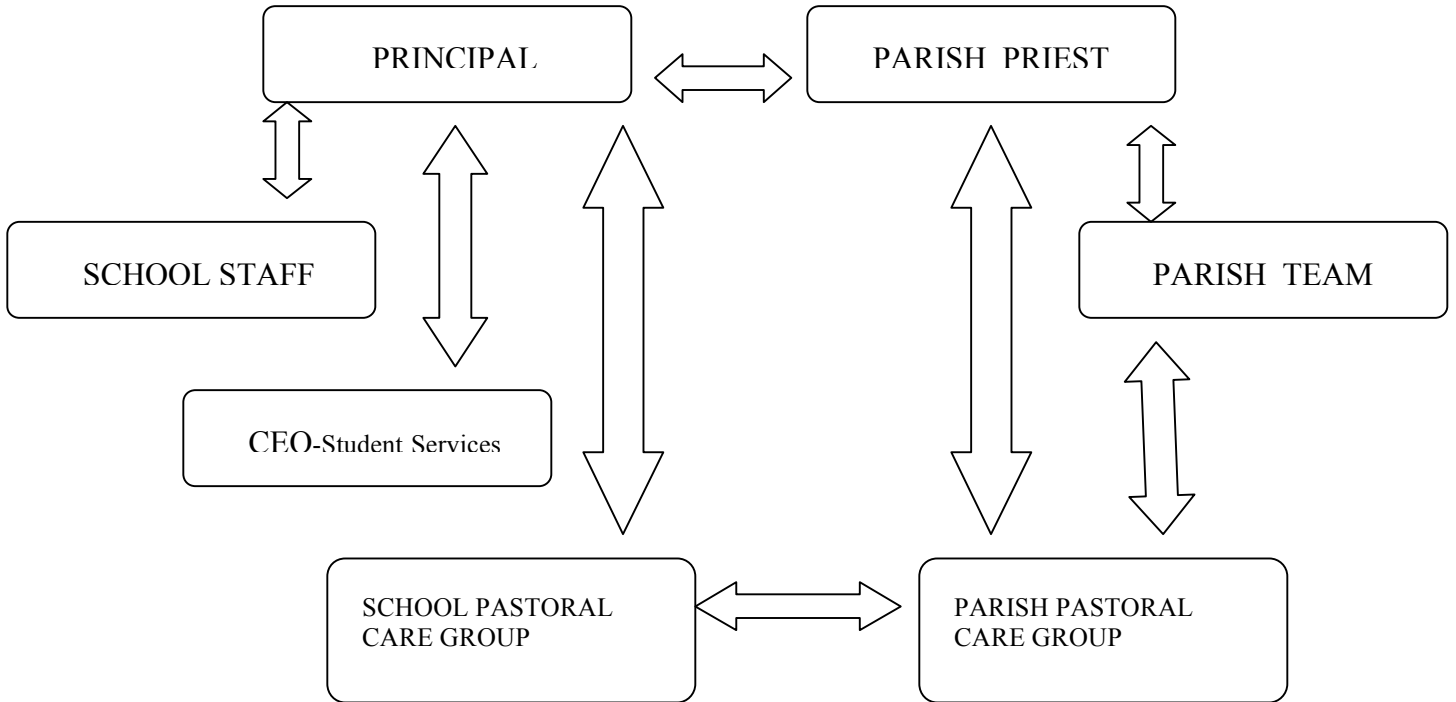 PRINCIPAL
PARISH PRIEST
SCHOOL STAFF
PARISH TEAM
CEO-Student Services
SCHOOL PASTORAL
CARE GROUP
PARISH PASTORAL
CARE GROUP